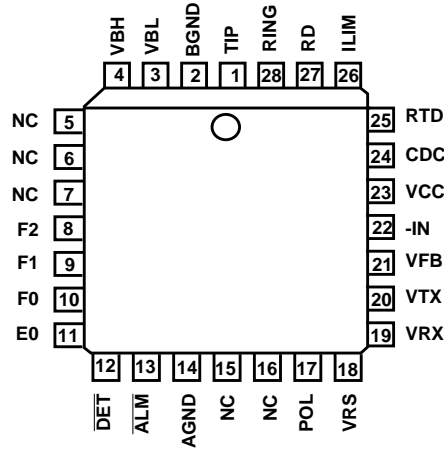 VBH VBL BGND TIP RING RD ILIM
4 3 2 1 28 27 26
NC 5 25 RTD
NC 6 24 CDC
NC 7 23 VCC
F2 8 22 -IN
F1 9 21 VFB
F0 10 20 VTX
E0 11 19 VRX
12 13 14 15 16 17 18
DET ALM AGND NC NC POL VRS